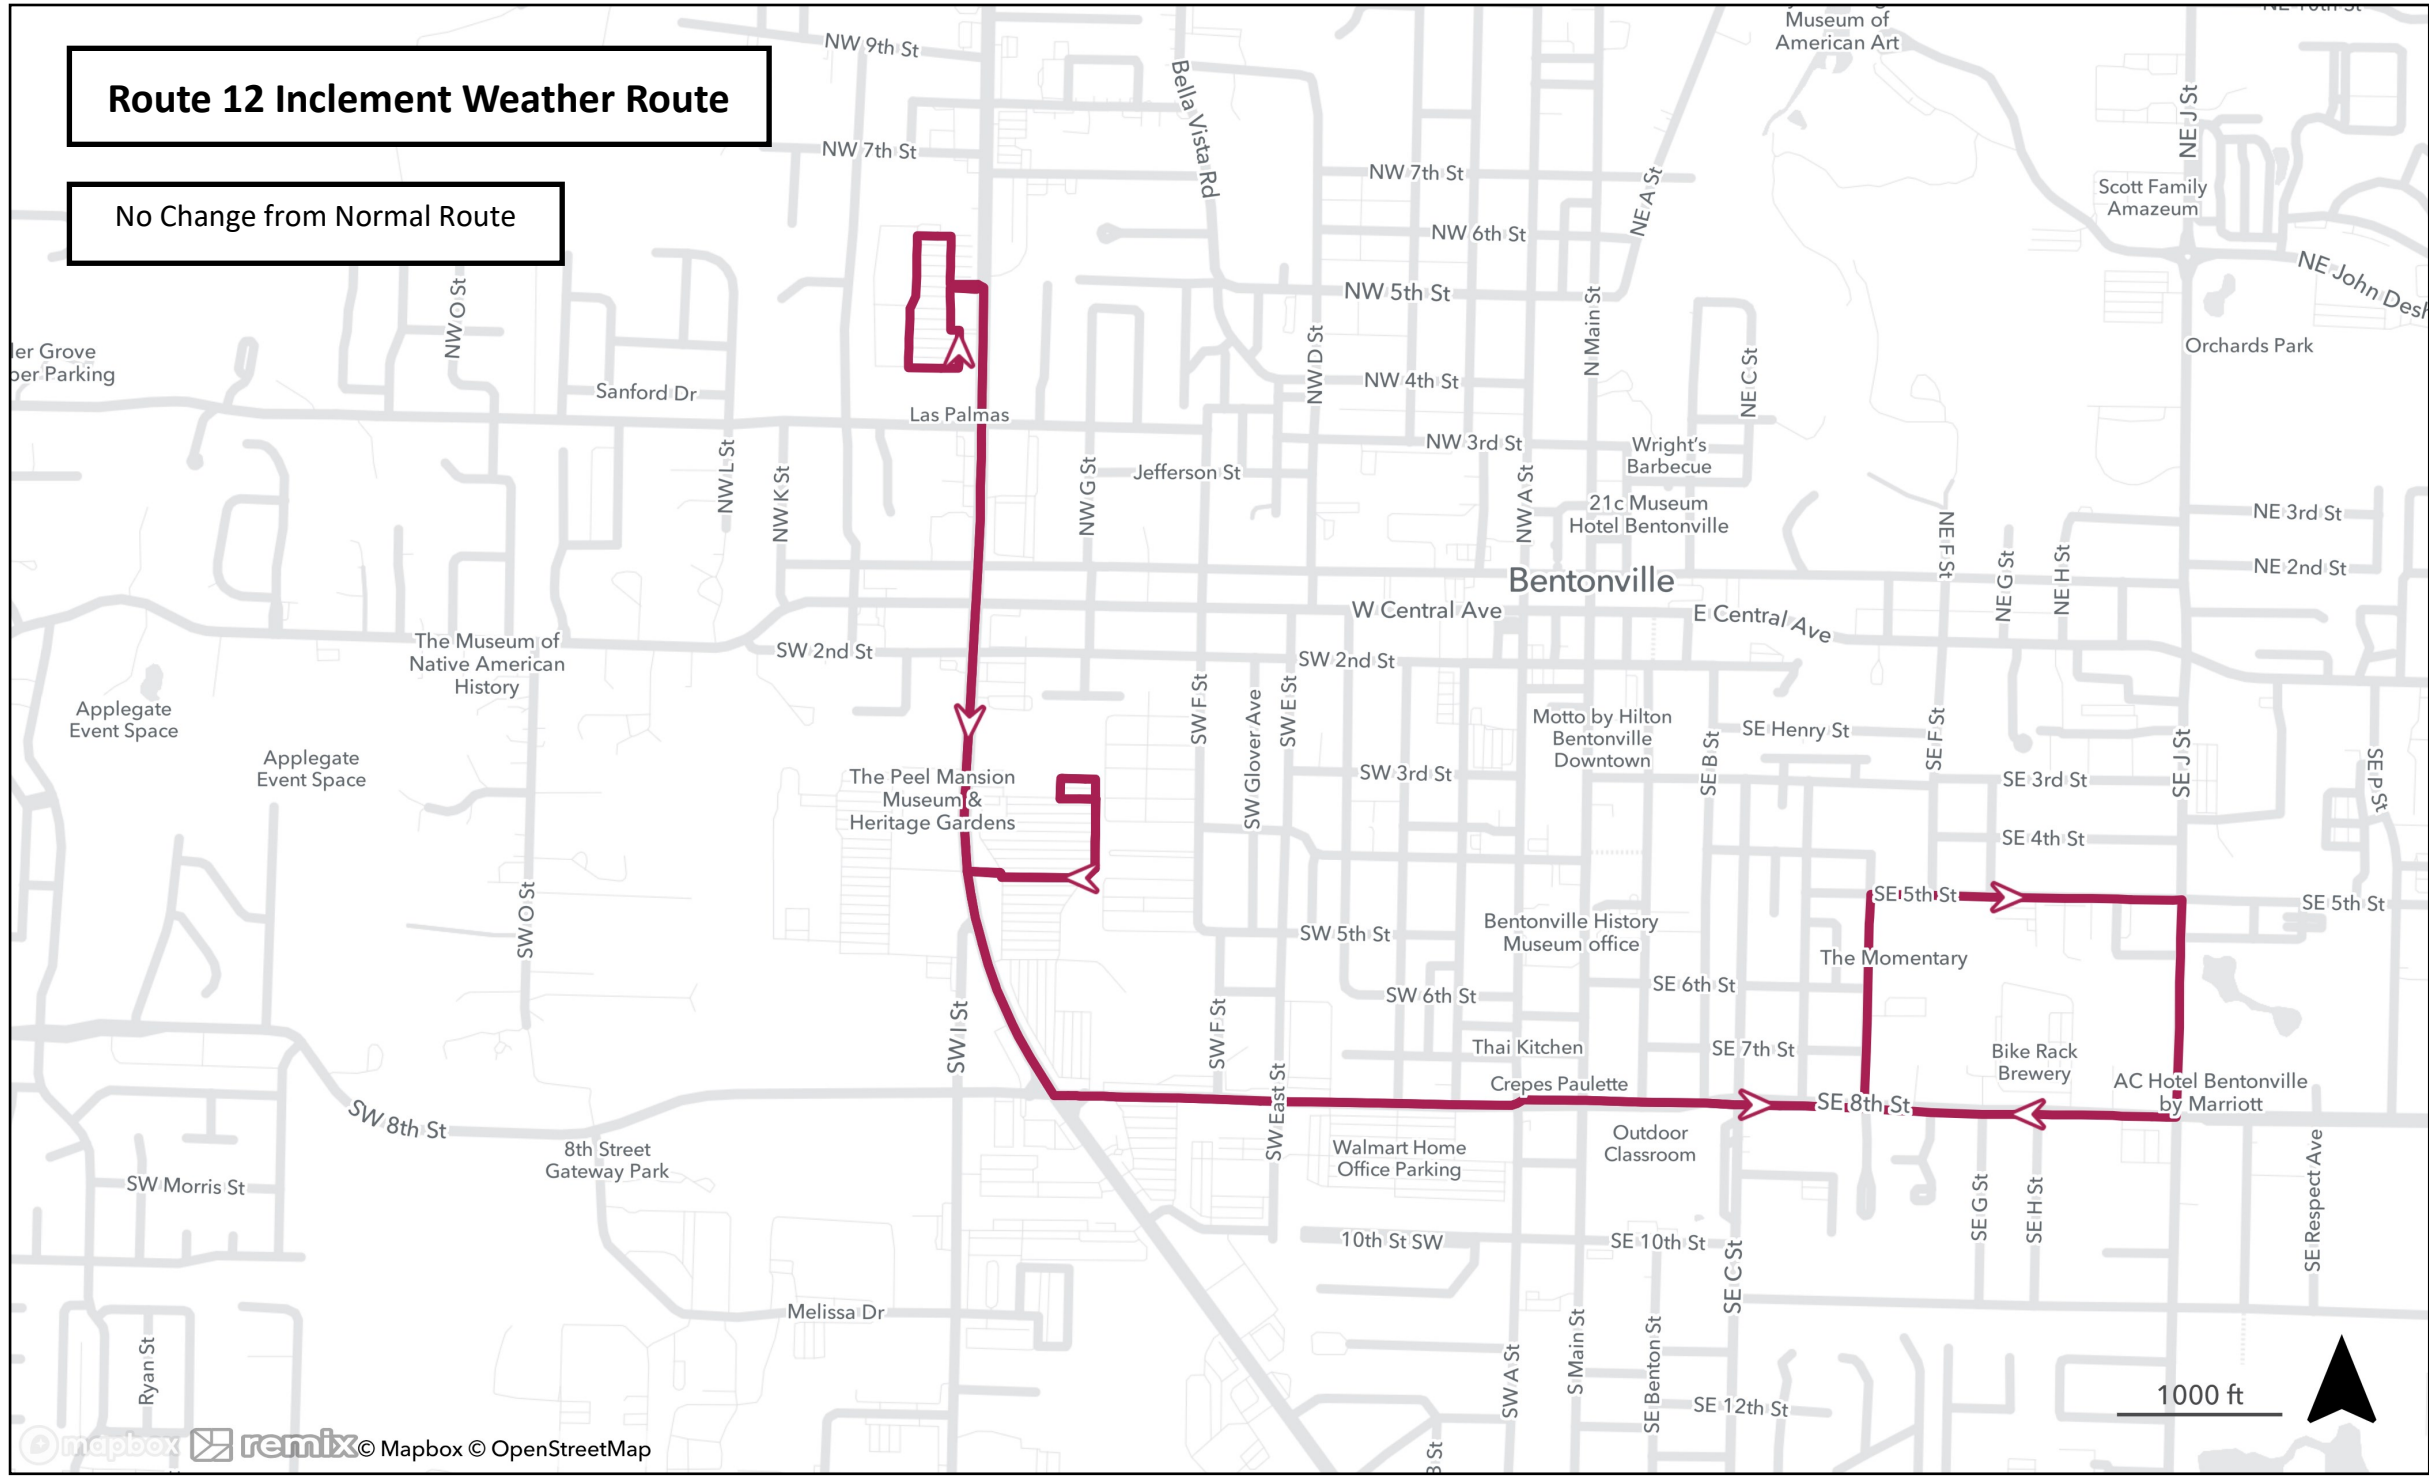 Route 12 Inclement Weather Route
No Change from Normal Route
NW 9th St
NW 7th St
Bella Vista Rd
Museum of
American Art
NE J St
NW 7th St
NE A St
NW 6th St
Scott Family
Amazeum
NE John Desh
NW O St
NW 5th St
N Main St
NW D St
NE C St
Orchards Park
ler Grove
per Parking
Sanford Dr
NW 4th St
Las Palmas
NW L St
NW K St
NW G St
Jefferson St
NW 3rd St
NW A St
Wright's
Barbecue
21c Museum
Hotel Bentonville
NE F St
NE G St
NE H St
NE 3rd St
NE 2nd St
Bentonville
W Central Ave
E Central Ave
The Museum of
Native American
History
SW 2nd St
SW 2nd St
Applegate
Event Space
Applegate
Event Space
SW F St
SW Glover Ave
SW E St
Motto by Hilton
Bentonville
Downtown
SE B St
SE Henry St
SE F St
SE J St
SE P St
The Peel Mansion
Museum &
Heritage Gardens
SW 3rd St
SE 3rd St
SE 4th St
SW O St
SE 5th St
SE 5th St
SW 5th St
Bentonville History
Museum office
The Momentary
SW 6th St
SE 6th St
SW I St
SW F St
Thai Kitchen
SE 7th St
Bike Rack
Brewery
Crepes Paulette
AC Hotel Bentonville
by Marriott
SE 8th St
SW 8th St
SW East St
8th Street
Gateway Park
Walmart Home
Office Parking
Outdoor
Classroom
SW Morris St
SE G St
SE H St
SE Respect Ave
10th St SW
SE 10th St
SE C St
Melissa Dr
Ryan St
SW A St
S Main St
SE Benton St
SE 12th St
B St
1000 ft
mapbox remix © Mapbox © OpenStreetMap